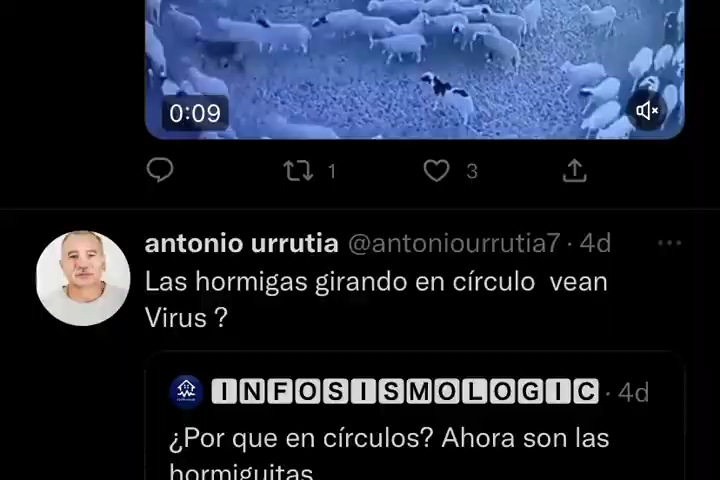 0:09
1 3
antonio urrutia @antoniourrutia7 · 4d
Las hormigas girando en círculo vean
Virus ?
INFOSISMOLOGIC · 4d
¿Por que en círculos? Ahora son las
hormiguitas